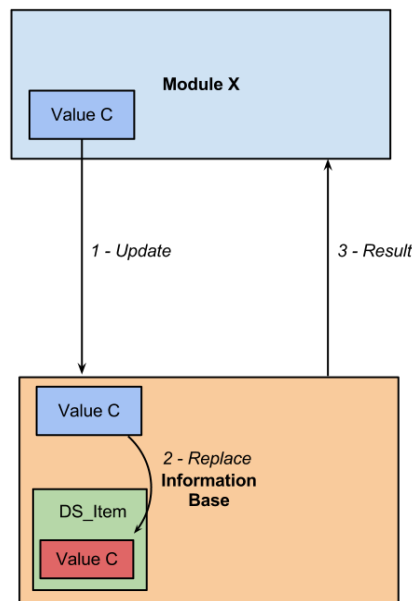 Module X
Value C
1 - Update
3 - Result
Value C
2 - Replace
Information
Base
DS_Item
Value C